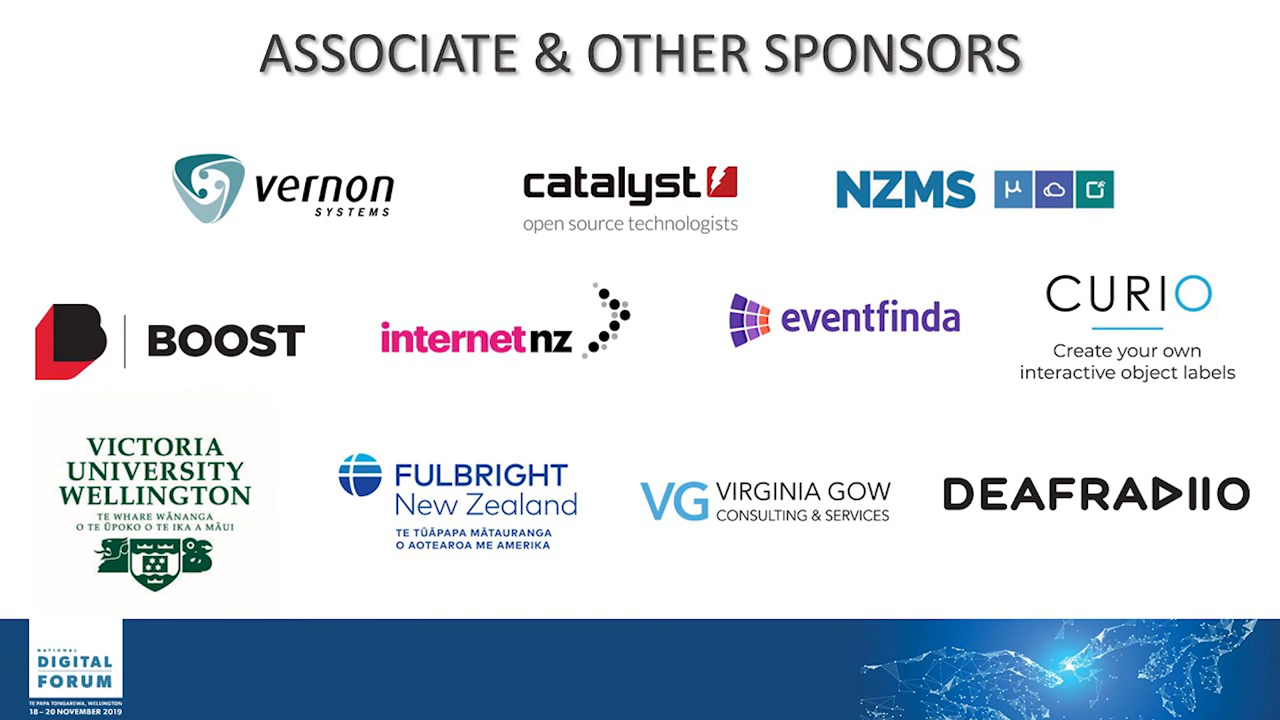 ASSOCIATE & OTHER SPONSORS
vernon
SYSTEMS
catalyst
open source technologists
NZMS
µ
B
BOOST
internetnz
eventfinda
CURIO
Create your own
interactive object labels
VICTORIA
UNIVERSITY
WELLINGTON
TE WHARE WĀNANGA
O TE ŪPOKO O TE IKA A MĀUI
FULBRIGHT
New Zealand
TE TŪĀPAPA MĀTAURANGA
O AOTEAROA ME AMERIKA
VG
VIRGINIA GOW
CONSULTING & SERVICES
DEAFRADIO
NATIONAL
DIGITAL
FORUM
TE PAPA TONGAREWA, WELLINGTON
18 – 20 NOVEMBER 2019